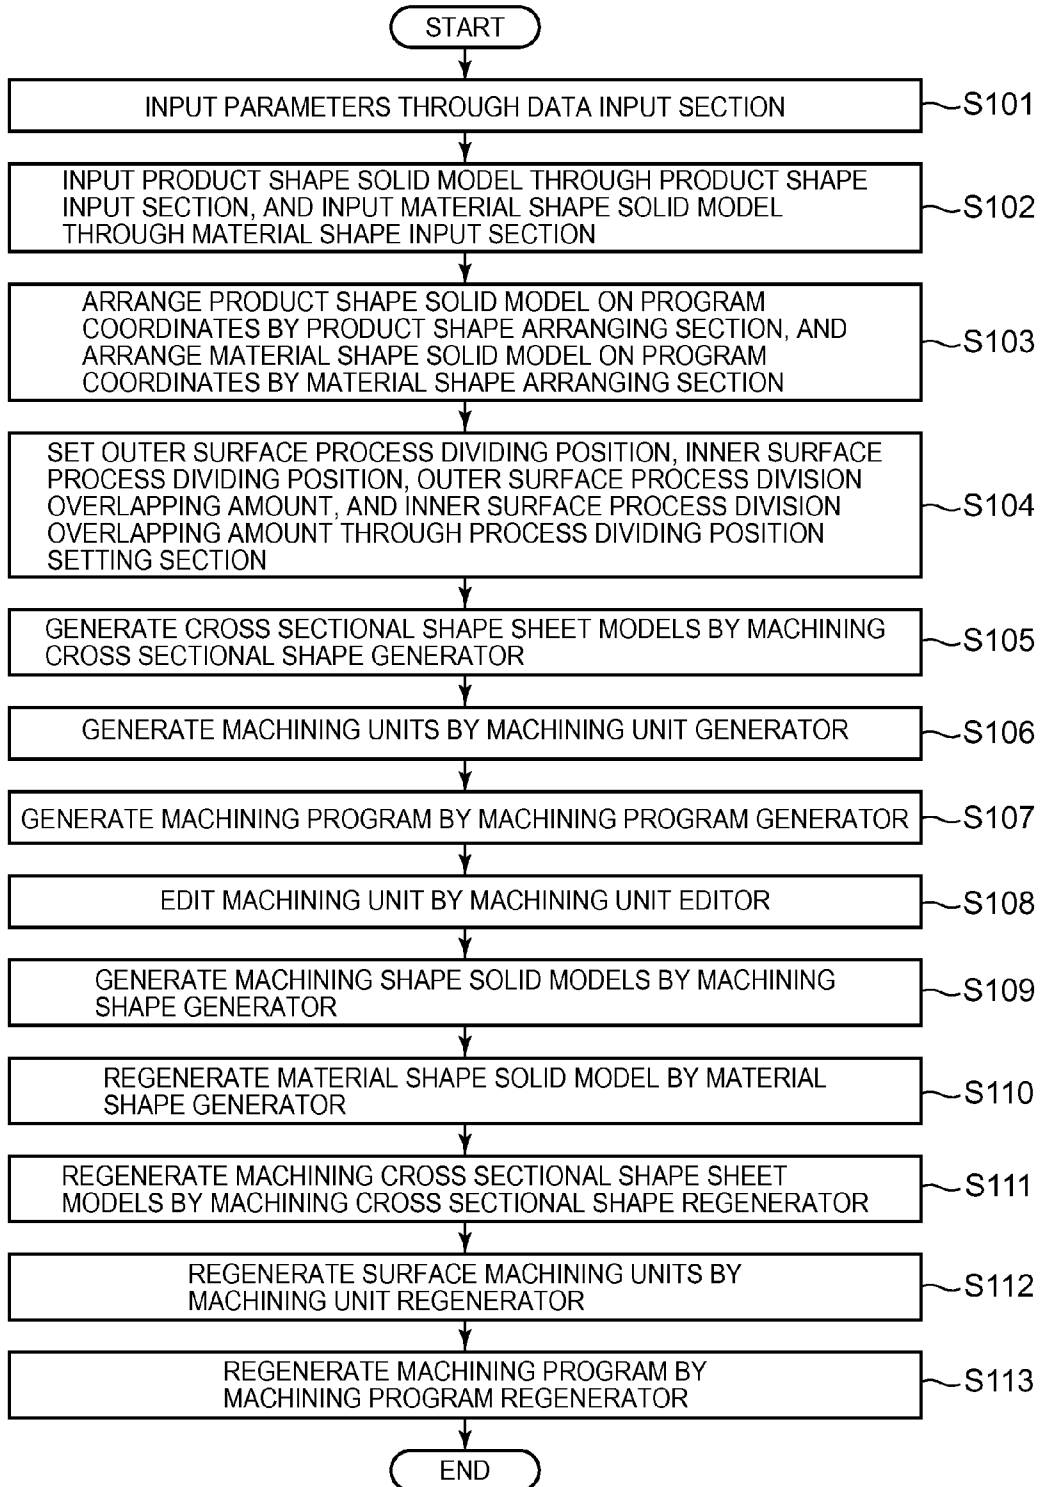 START
INPUT PARAMETERS THROUGH DATA INPUT SECTION
S101
INPUT PRODUCT SHAPE SOLID MODEL THROUGH PRODUCT SHAPE
INPUT SECTION, AND INPUT MATERIAL SHAPE SOLID MODEL
THROUGH MATERIAL SHAPE INPUT SECTION
S102
ARRANGE PRODUCT SHAPE SOLID MODEL ON PROGRAM
COORDINATES BY PRODUCT SHAPE ARRANGING SECTION, AND
ARRANGE MATERIAL SHAPE SOLID MODEL ON PROGRAM
COORDINATES BY MATERIAL SHAPE ARRANGING SECTION
S103
SET OUTER SURFACE PROCESS DIVIDING POSITION, INNER SURFACE
PROCESS DIVIDING POSITION, OUTER SURFACE PROCESS DIVISION
OVERLAPPING AMOUNT, AND INNER SURFACE PROCESS DIVISION
OVERLAPPING AMOUNT THROUGH PROCESS DIVIDING POSITION
SETTING SECTION
S104
GENERATE CROSS SECTIONAL SHAPE SHEET MODELS BY MACHINING
CROSS SECTIONAL SHAPE GENERATOR
S105
GENERATE MACHINING UNITS BY MACHINING UNIT GENERATOR
S106
GENERATE MACHINING PROGRAM BY MACHINING PROGRAM GENERATOR
S107
EDIT MACHINING UNIT BY MACHINING UNIT EDITOR
S108
GENERATE MACHINING SHAPE SOLID MODELS BY MACHINING
SHAPE GENERATOR
S109
REGENERATE MATERIAL SHAPE SOLID MODEL BY MATERIAL
SHAPE GENERATOR
S110
REGENERATE MACHINING CROSS SECTIONAL SHAPE SHEET
MODELS BY MACHINING CROSS SECTIONAL SHAPE REGENERATOR
S111
REGENERATE SURFACE MACHINING UNITS BY
MACHINING UNIT REGENERATOR
S112
REGENERATE MACHINING PROGRAM BY
MACHINING PROGRAM REGENERATOR
S113
END